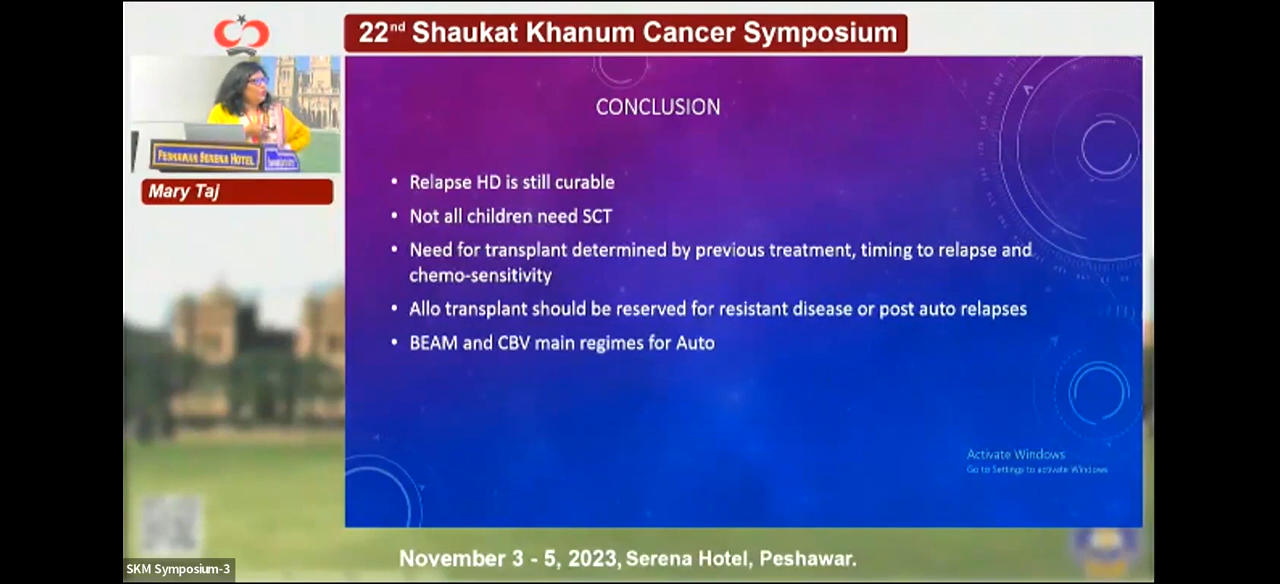 22nd Shaukat Khanum Cancer Symposium
PESHAWAR SERENA HOTEL
Mary Taj
CONCLUSION
• Relapse HD is still curable
• Not all children need SCT
• Need for transplant determined by previous treatment, timing to relapse and
chemo-sensitivity
• Allo transplant should be reserved for resistant disease or post auto relapses
• BEAM and CBV main regimes for Auto
Activate Windows
Go to Settings to activate Windows
November 3 - 5, 2023, Serena Hotel, Peshawar.
SKM Symposium-3